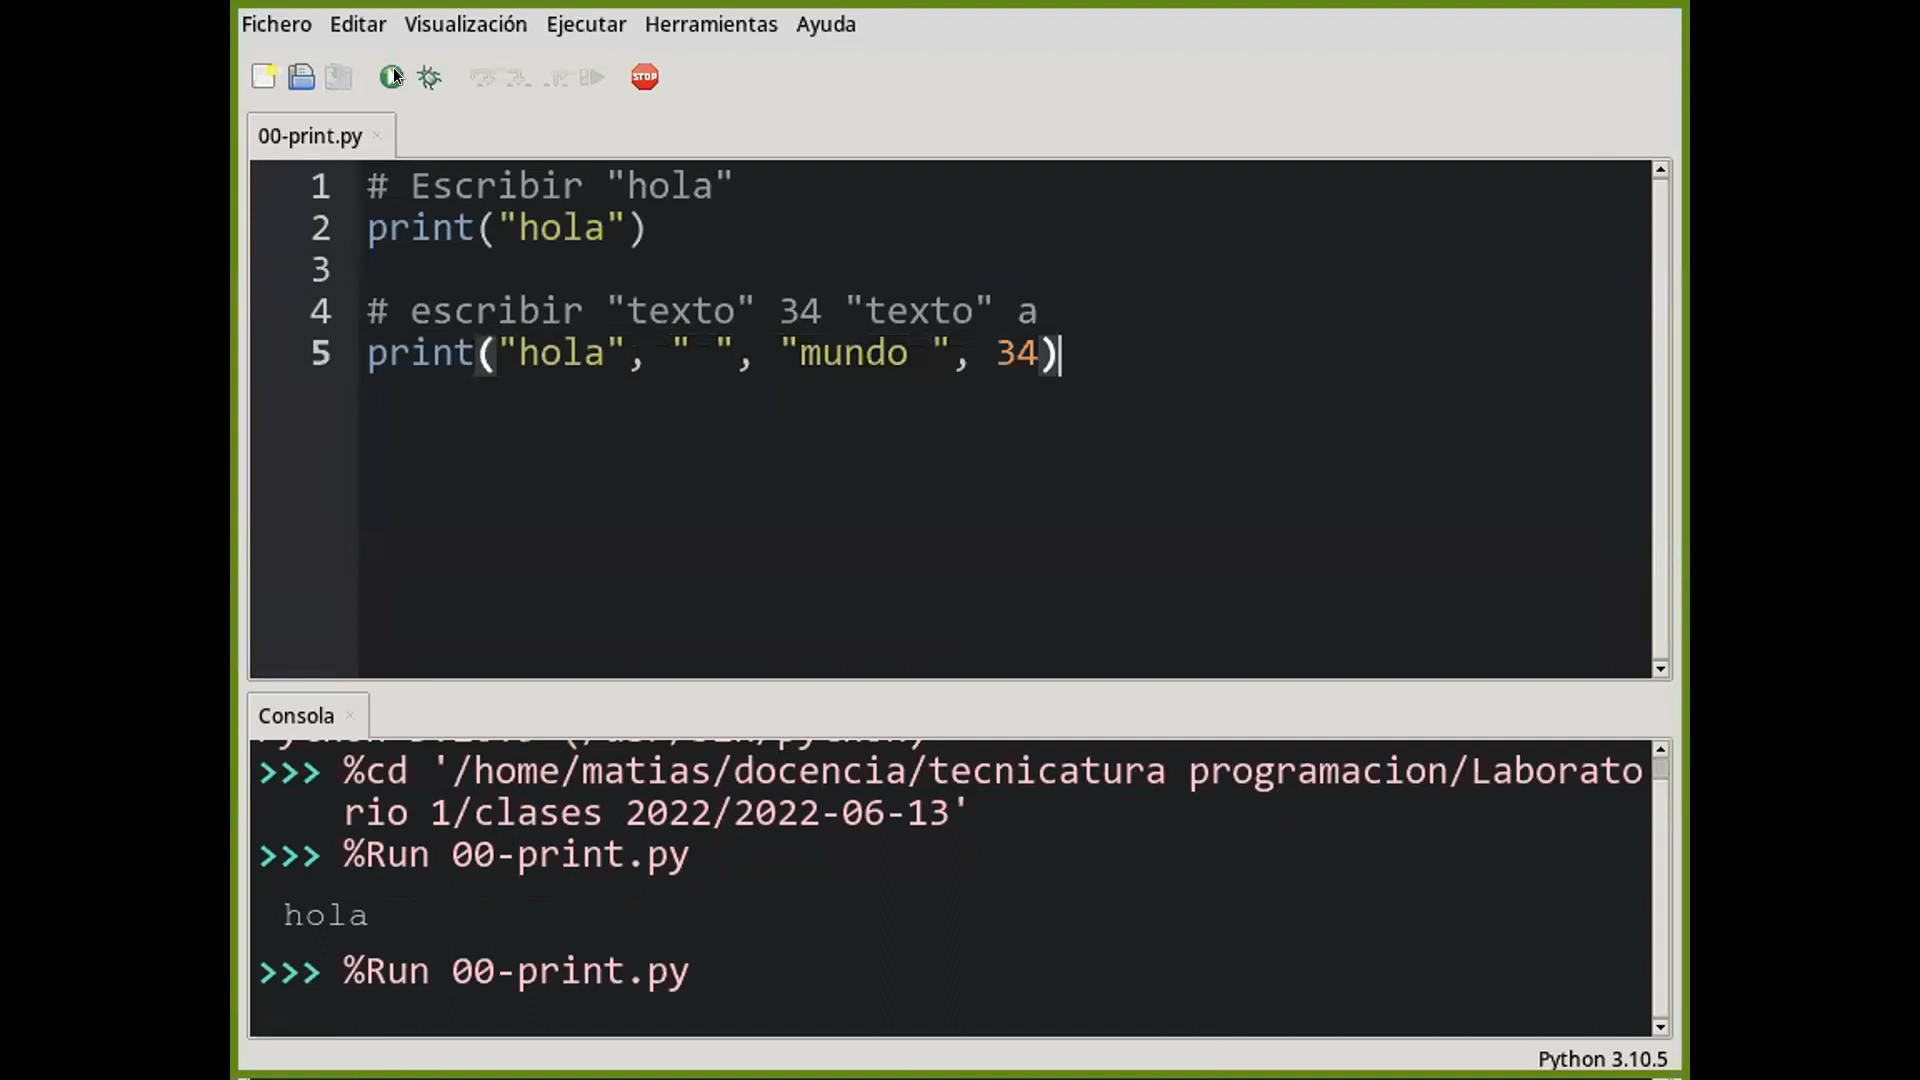 Fichero Editar Visualización Ejecutar Herramientas Ayuda
STOP
00-print.py
1 # Escribir "hola"
2 print("hola")
3
4 # escribir "texto" 34 "texto" a
5 print("hola", " ", "mundo ", 34)
Consola
>>> %cd '/home/matias/docencia/tecnicatura programacion/Laborato
rio 1/clases 2022/2022-06-13'
>>> %Run 00-print.py
hola
>>> %Run 00-print.py
Python 3.10.5